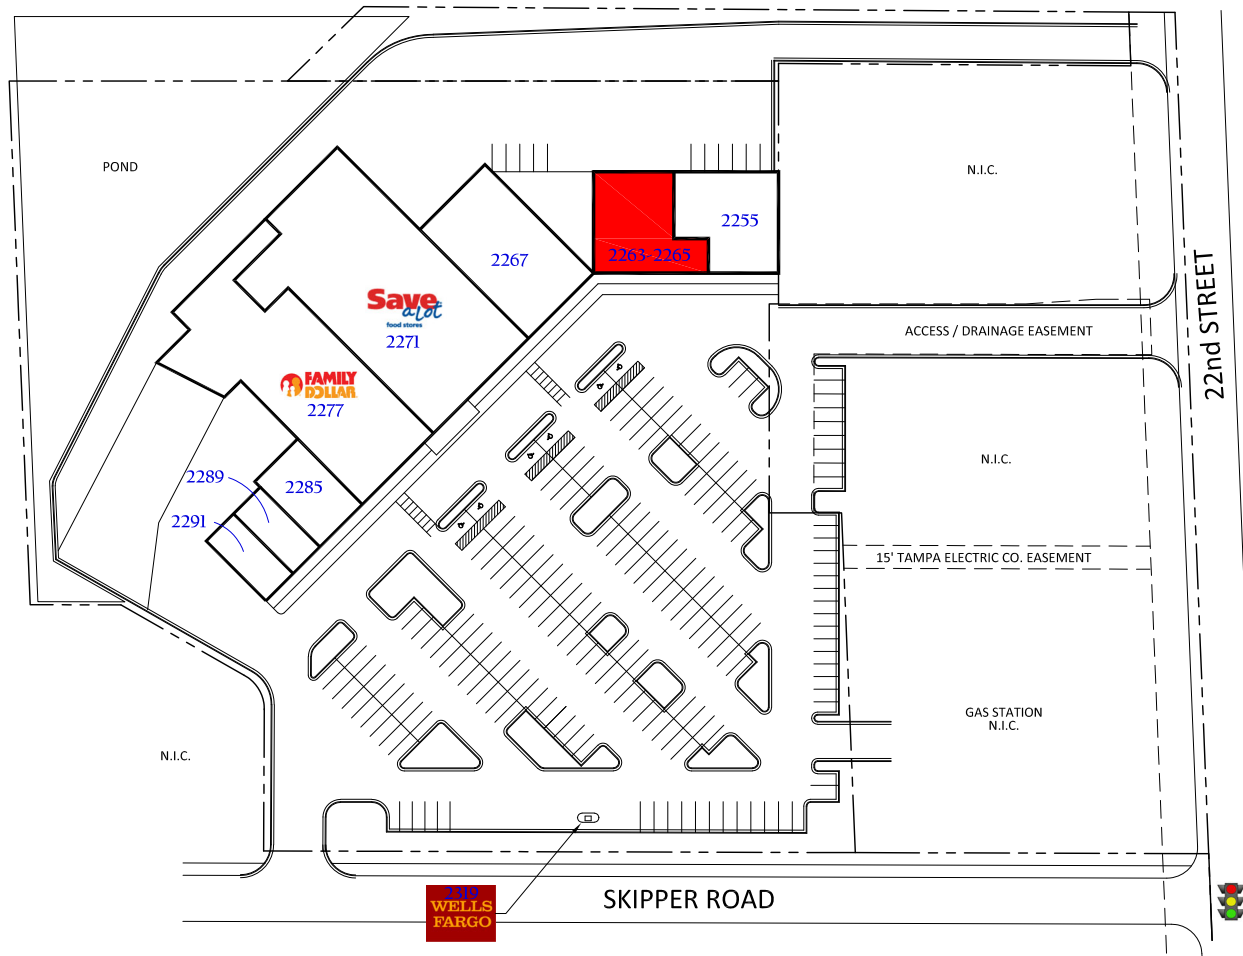 POND
N.I.C.
2255
2263-2265
2267
22nd STREET
Save
a lot
food stores
2271
ACCESS / DRAINAGE EASEMENT
FAMILY
DOLLAR
2277
N.I.C.
2289
2285
2291
15' TAMPA ELECTRIC CO. EASEMENT
GAS STATION
N.I.C.
N.I.C.
2319
WELLS
FARGO
SKIPPER ROAD